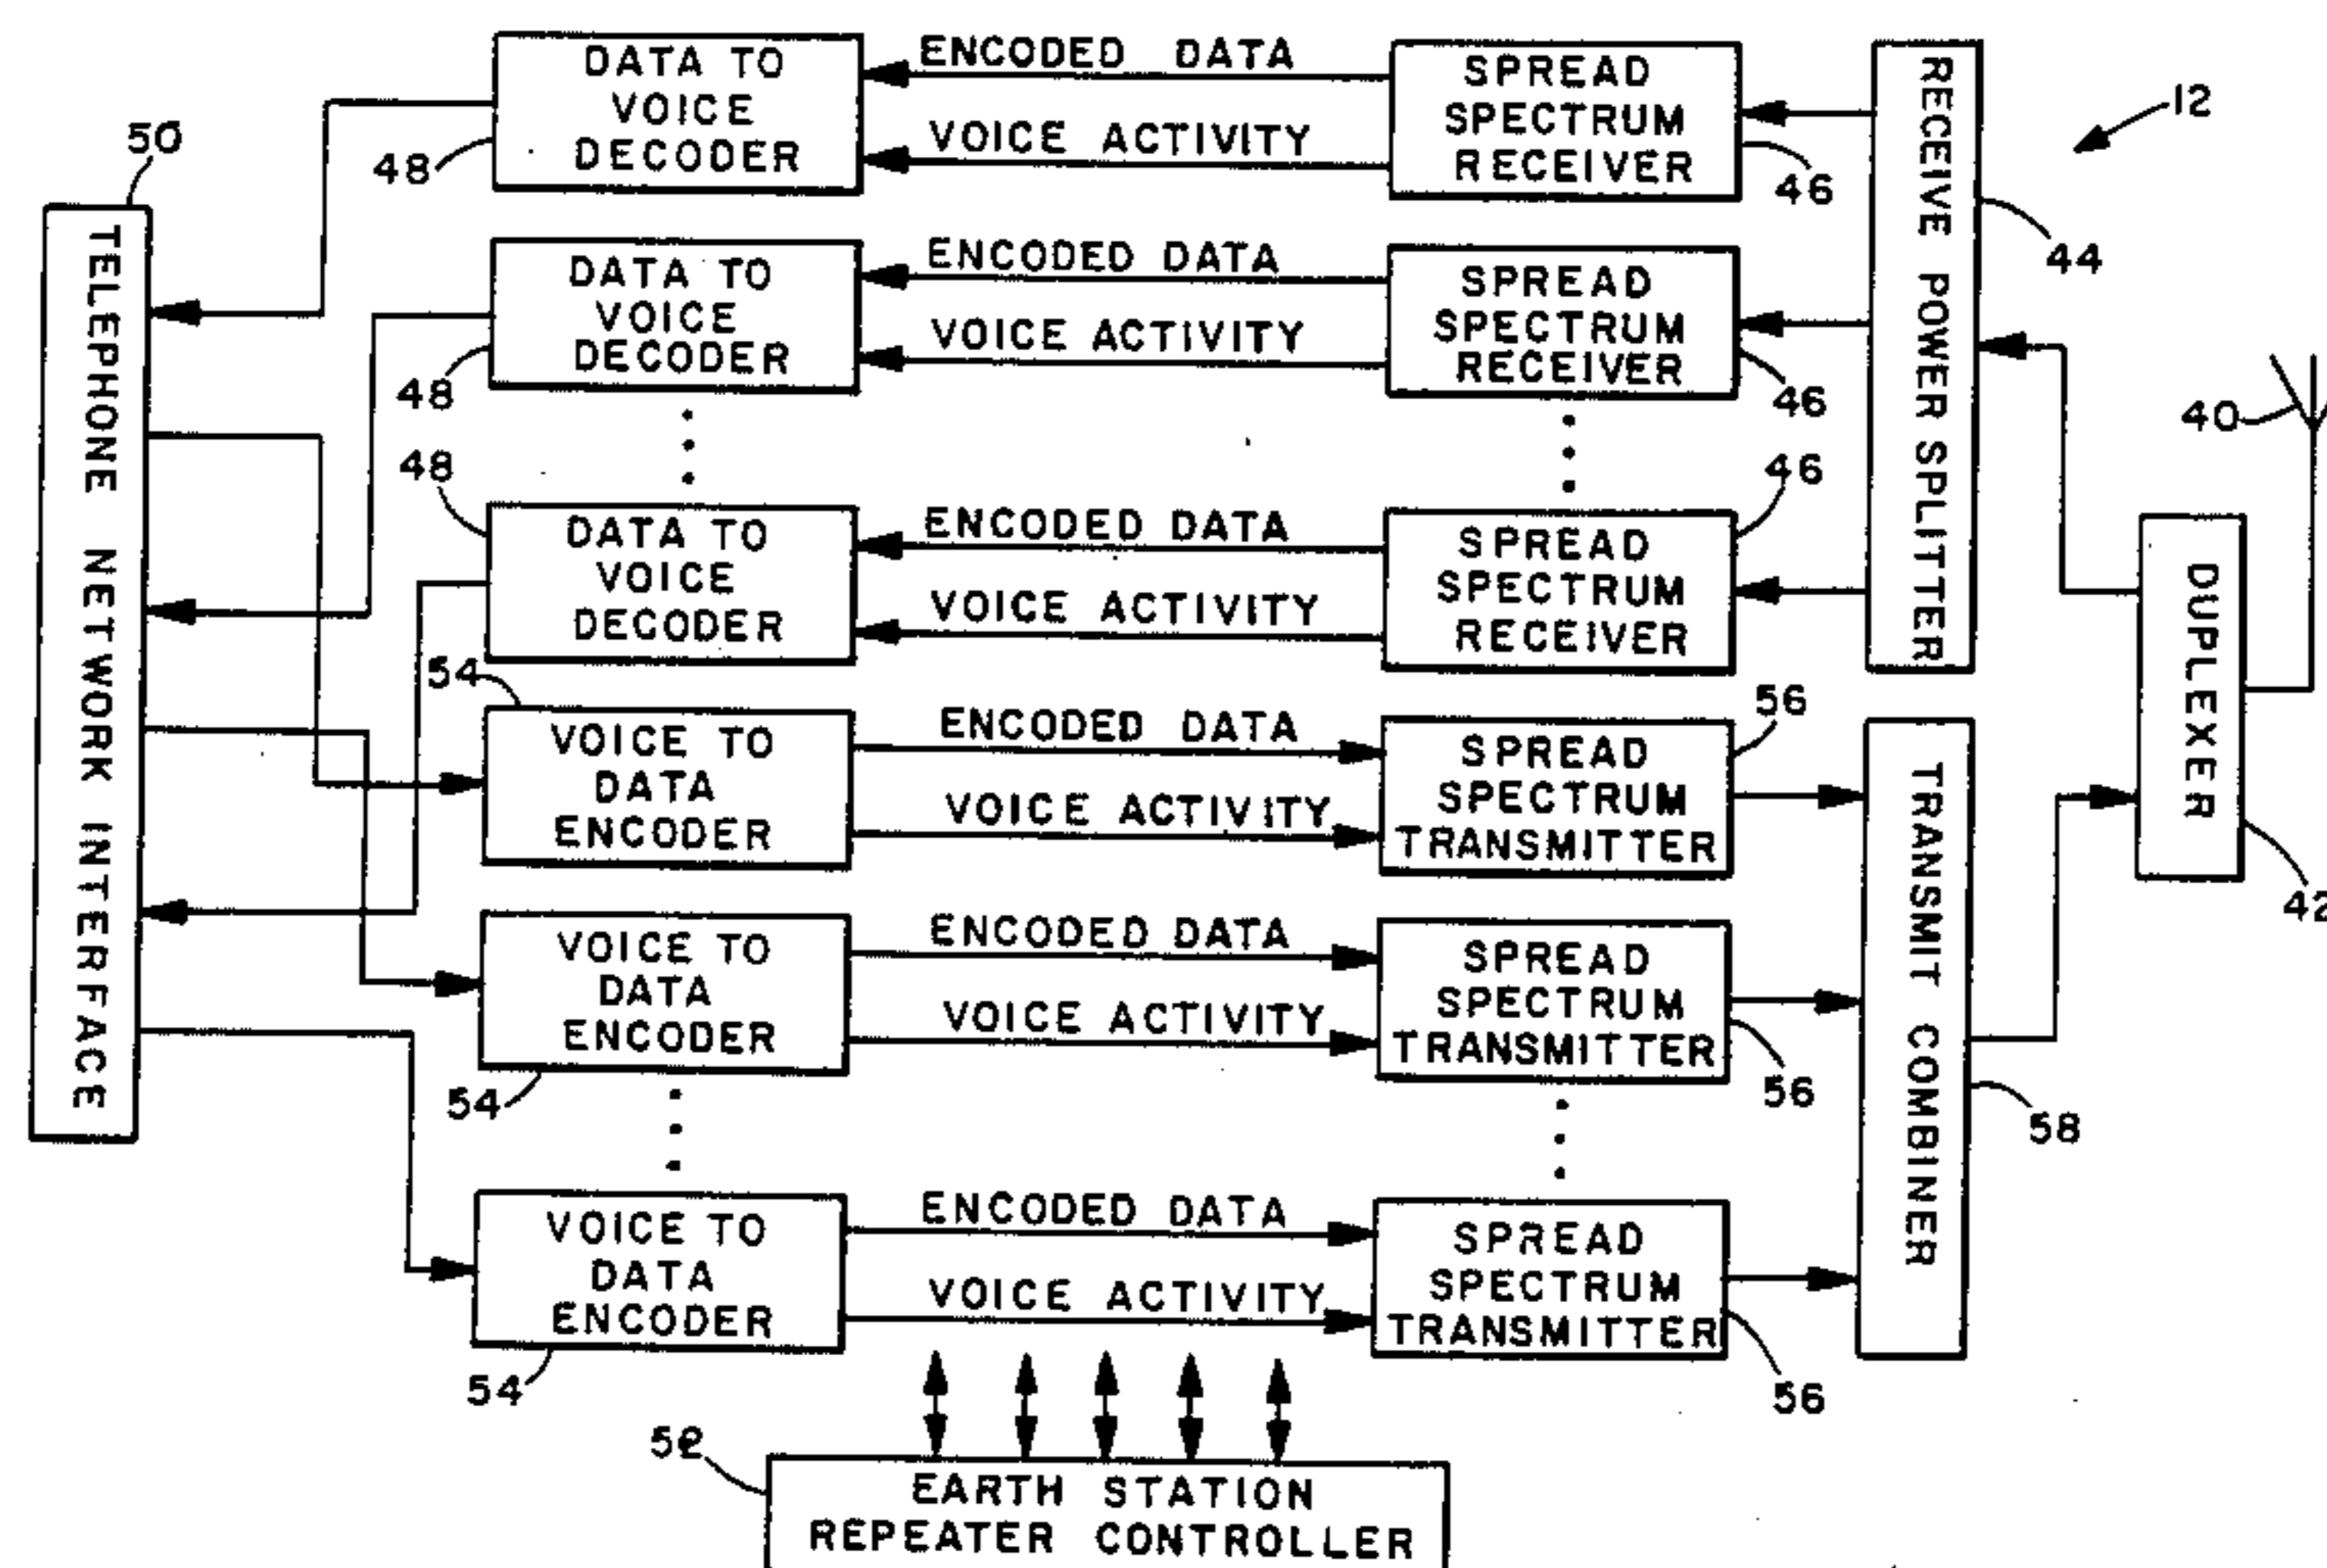 DATA TO
VOICE
DECODER
ENCODED DATA
VOICE ACTIVITY
SPREAD
SPECTRUM
RECEIVER
12
50
48
46
44
RECEIVE POWER SPLITTER
TELEPHONE NETWORK INTERFACE
DATA TO
VOICE
DECODER
ENCODED DATA
VOICE ACTIVITY
SPREAD
SPECTRUM
RECEIVER
48
46
40
48
46
DATA TO
VOICE
DECODER
ENCODED DATA
VOICE ACTIVITY
SPREAD
SPECTRUM
RECEIVER
DUPLEXER
42
54
56
VOICE TO
DATA
ENCODER
ENCODED DATA
VOICE ACTIVITY
SPREAD
SPECTRUM
TRANSMITTER
TRANSMIT COMBINER
58
VOICE TO
DATA
ENCODER
ENCODED DATA
VOICE ACTIVITY
SPREAD
SPECTRUM
TRANSMITTER
54
56
VOICE TO
DATA
ENCODER
ENCODED DATA
VOICE ACTIVITY
SPREAD
SPECTRUM
TRANSMITTER
54
56
52
EARTH STATION
REPEATER CONTROLLER